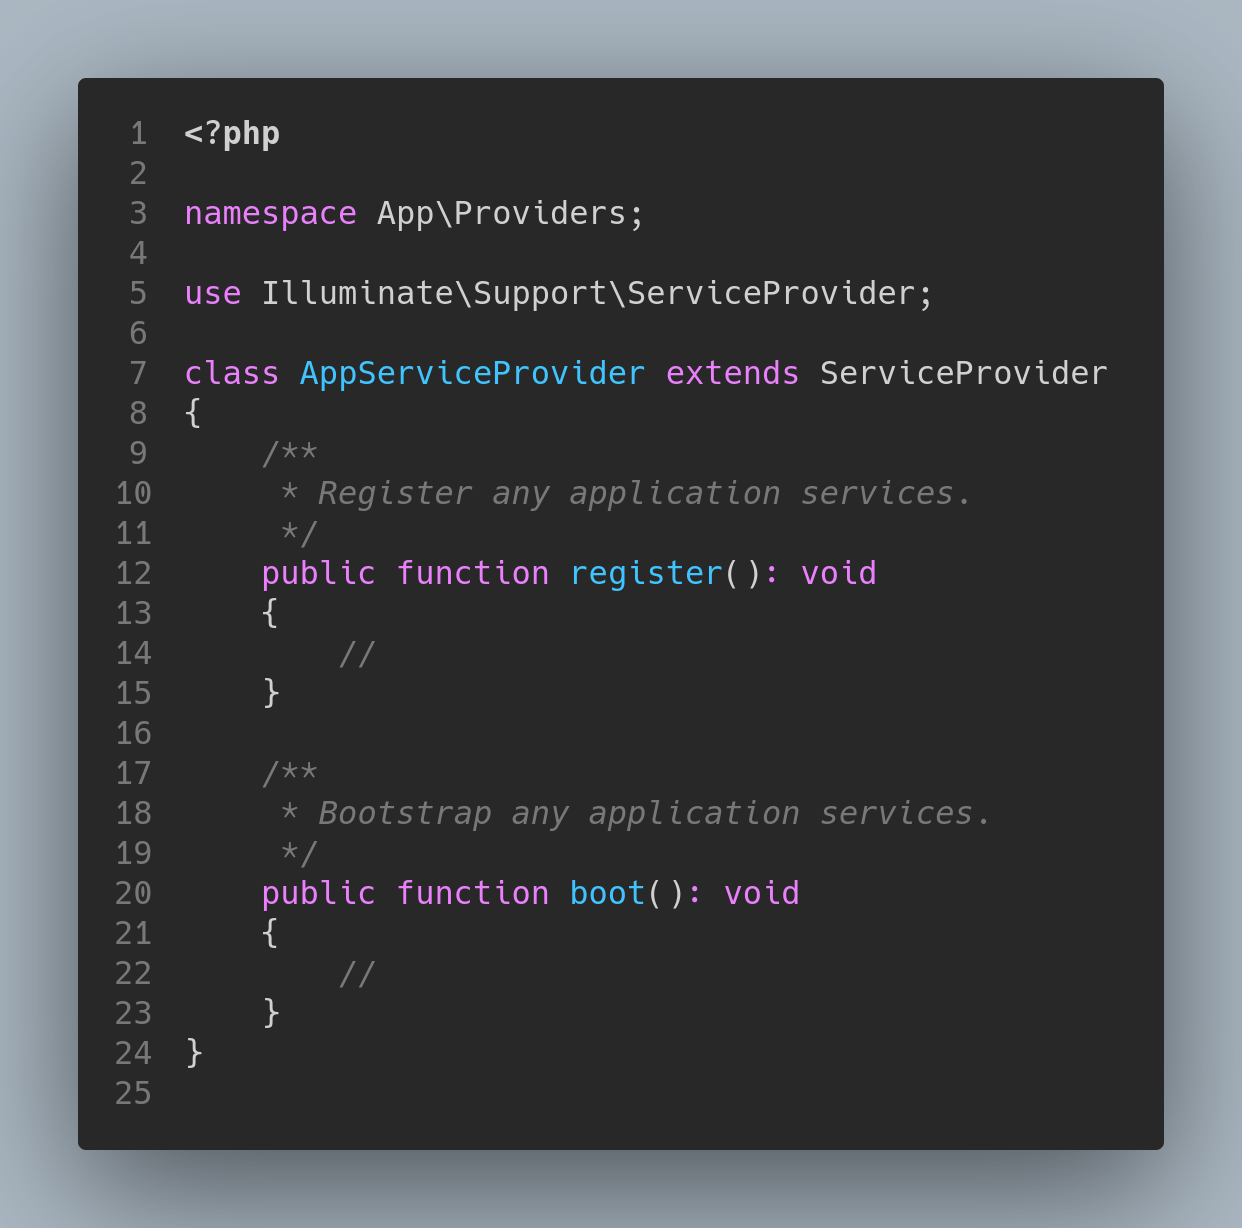 1 <?php
2
3 namespace App\Providers;
4
5 use Illuminate\Support\ServiceProvider;
6
7 class AppServiceProvider extends ServiceProvider
8 {
9     /**
10      * Register any application services.
11      */
12     public function register(): void
13     {
14         //
15     }
16
17     /**
18      * Bootstrap any application services.
19      */
20     public function boot(): void
21     {
22         //
23     }
24 }
25